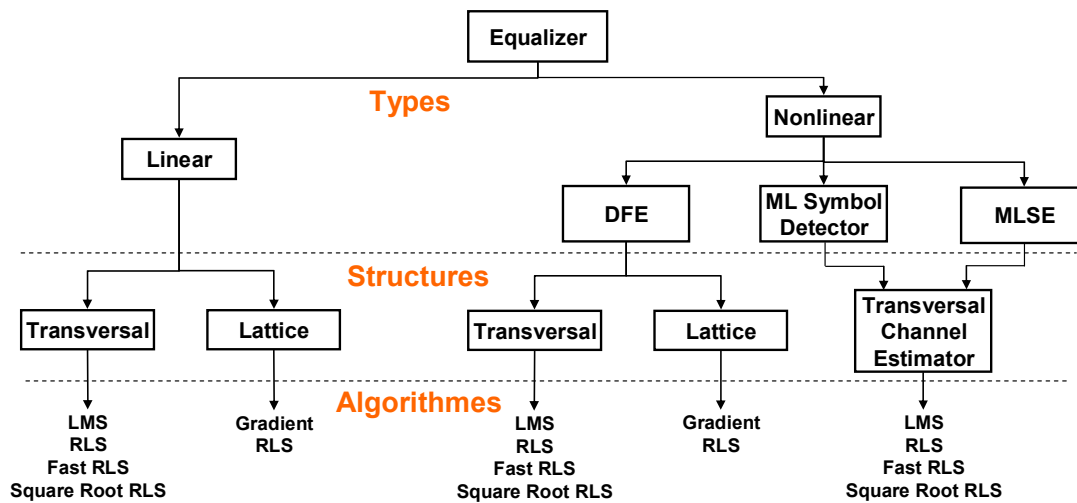 Equalizer
Types
Nonlinear
Linear
DFE
ML Symbol
Detector
MLSE
Structures
Transversal
Lattice
Transversal
Lattice
Transversal
Channel
Estimator
Algorithmes
LMS
RLS
Fast RLS
Square Root RLS
Gradient
RLS
LMS
RLS
Fast RLS
Square Root RLS
Gradient
RLS
LMS
RLS
Fast RLS
Square Root RLS